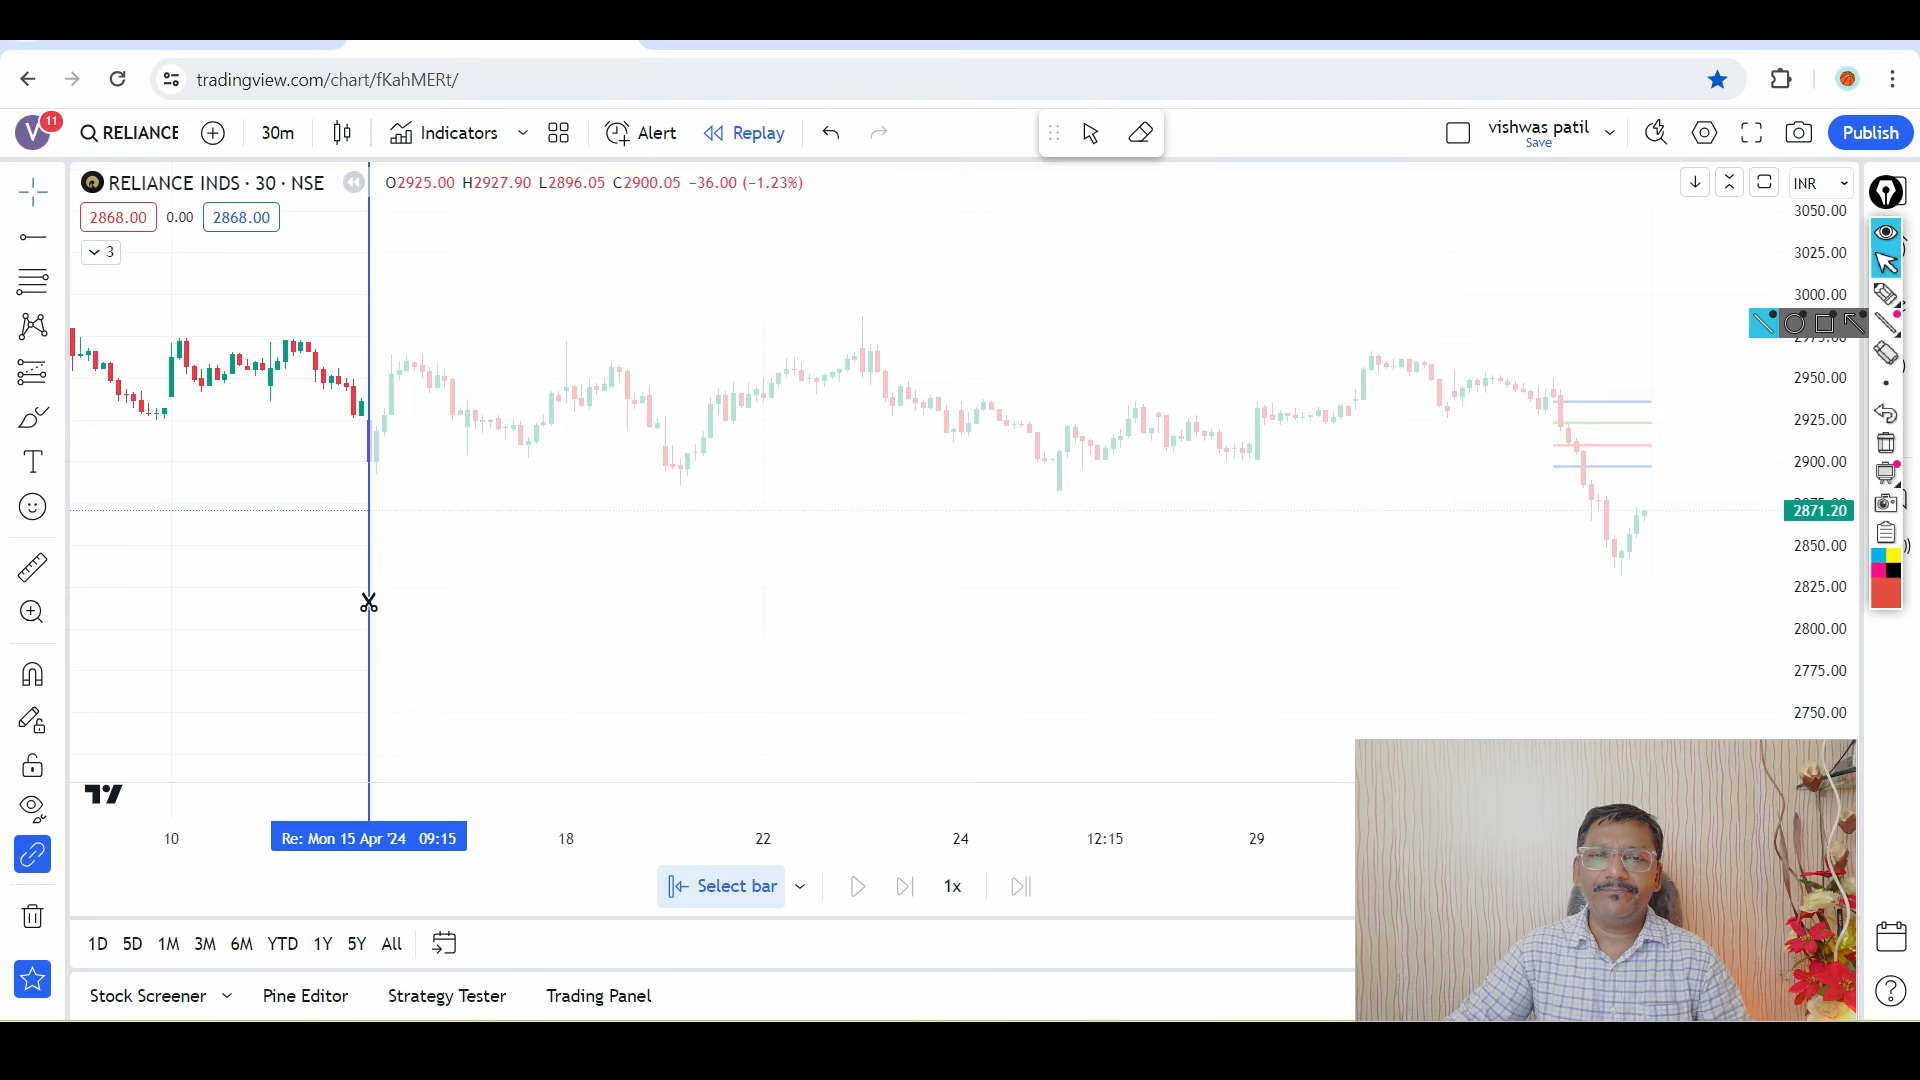 tradingview.com/chart/fKahMERt/
V 11 RELIANCE 30m Indicators Alert Replay vishwas patil Save Publish
RELIANCE INDS · 30 · NSE O2925.00 H2927.90 L2896.05 C2900.05 −36.00 (−1.23%) INR
2868.00 0.00 2868.00
3
3050.00
3025.00
3000.00
2950.00
2925.00
2900.00
2871.20
2850.00
2825.00
2800.00
2775.00
2750.00
10 Re: Mon 15 Apr '24 09:15 18 22 24 12:15 29
Select bar 1x
1D 5D 1M 3M 6M YTD 1Y 5Y All
Stock Screener Pine Editor Strategy Tester Trading Panel